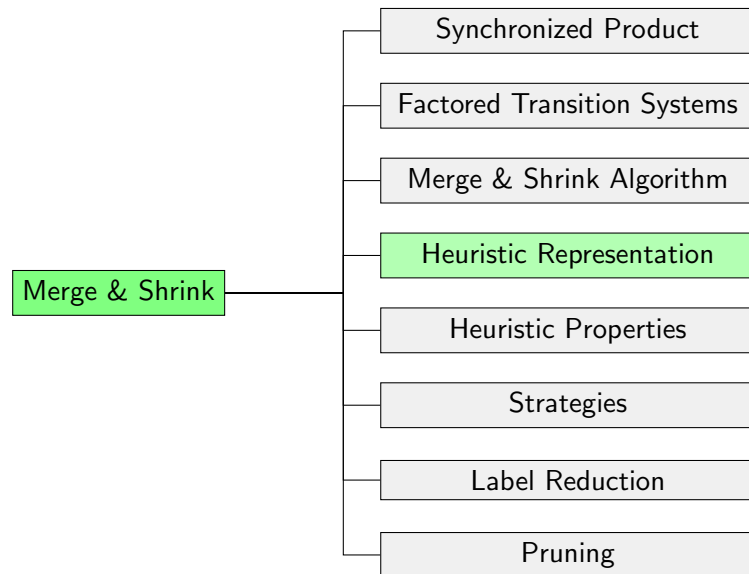 Synchronized Product
Factored Transition Systems
Merge & Shrink Algorithm
Heuristic Representation
Merge & Shrink
Heuristic Properties
Strategies
Label Reduction
Pruning